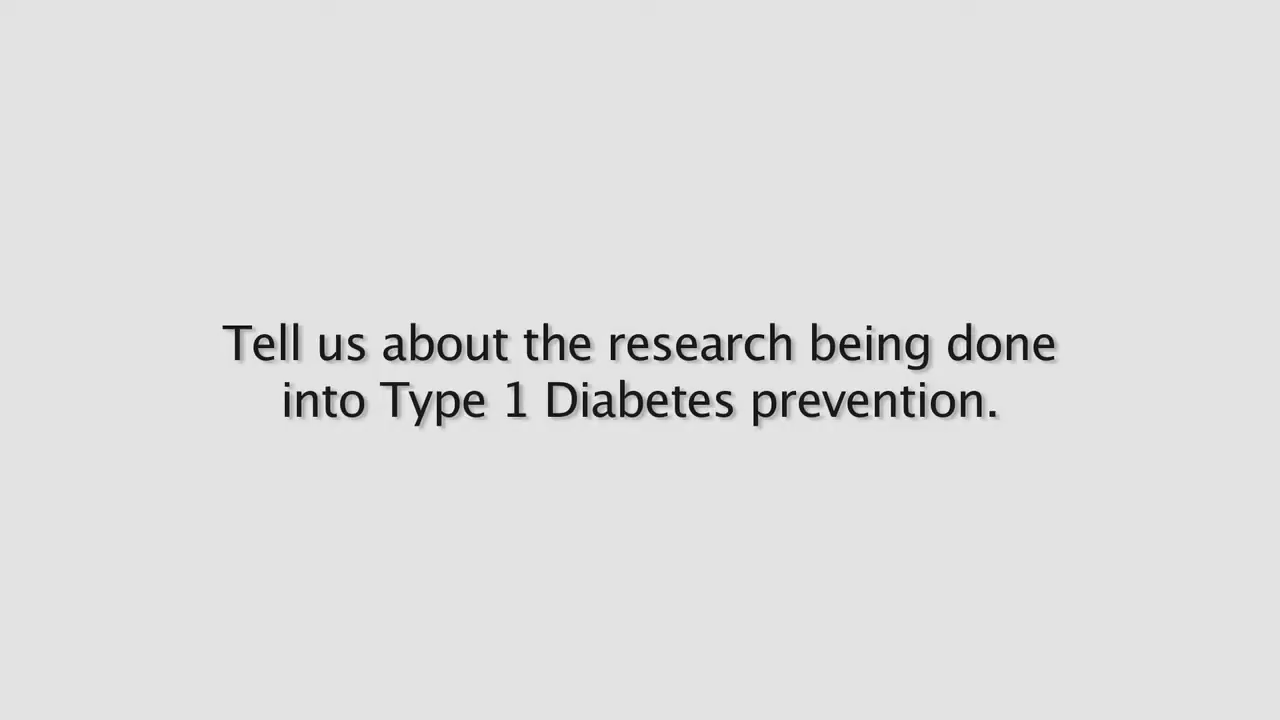 Tell us about the research being done
into Type 1 Diabetes prevention.